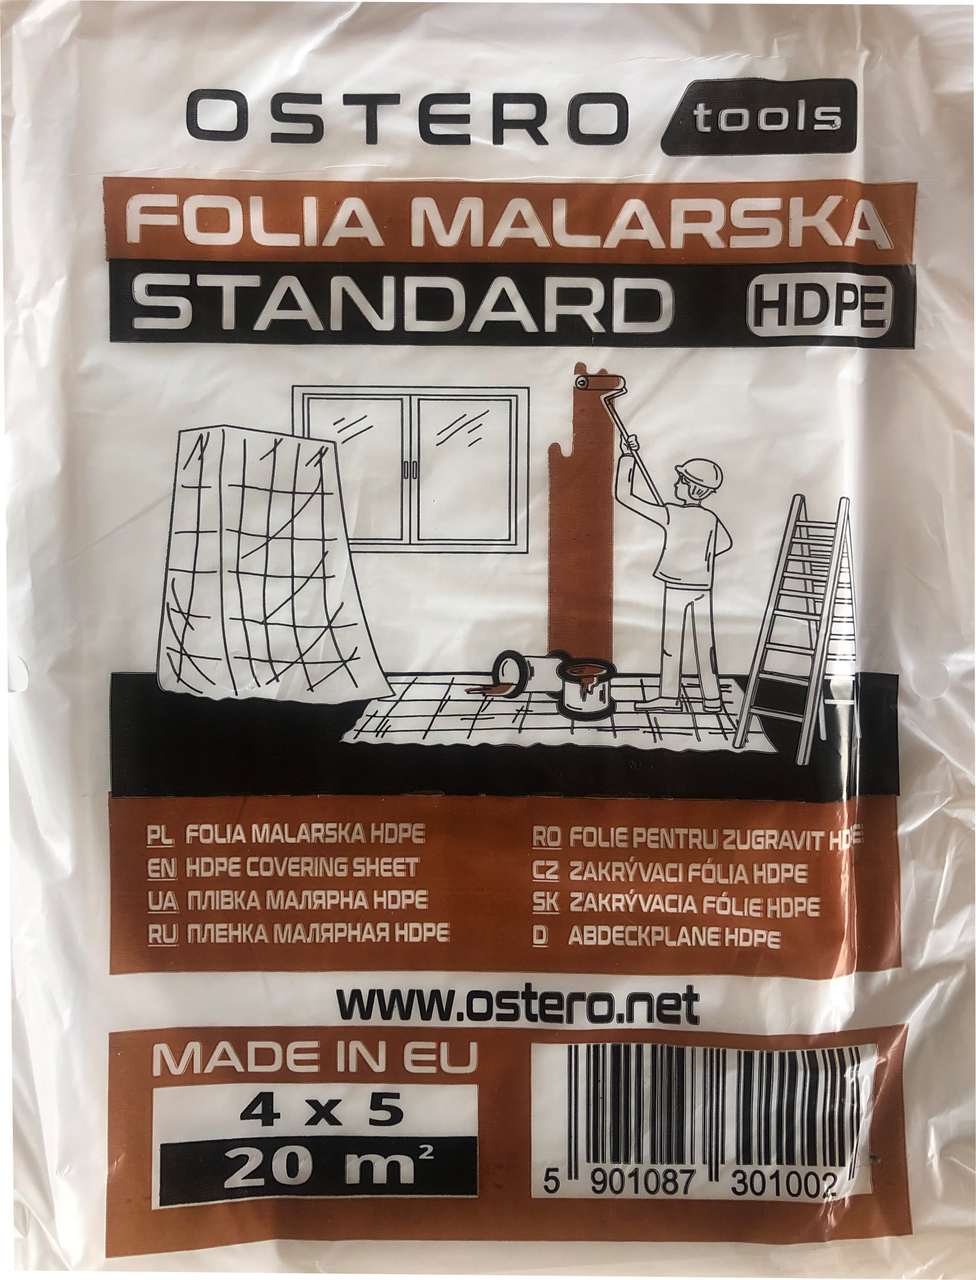 OSTERO tools
FOLIA MALARSKA
STANDARD HDPE
PL FOLIA MALARSKA HDPE
EN HDPE COVERING SHEET
UA ПЛІВКА МАЛЯРНА HDPE
RU ПЛЕНКА МАЛЯРНАЯ HDPE
RO FOLIE PENTRU ZUGRAVIT HDPE
CZ ZAKRÝVACI FÓLIA HDPE
SK ZAKRÝVACIA FÓLIE HDPE
D ABDECKPLANE HDPE
www.ostero.net
MADE IN EU
4 x 5
20 m²
5 901087 301002